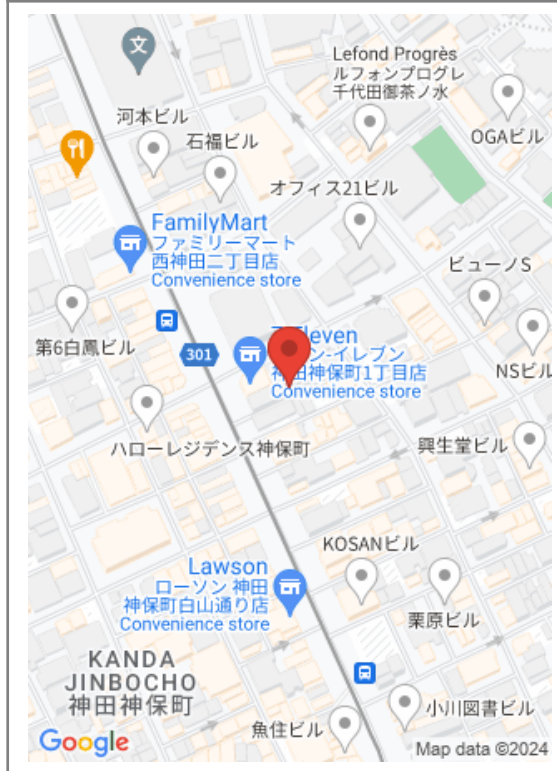 文
Lefond Progrès
ルフォンプログレ
千代田御茶ノ水
河本ビル
OGAビル
石福ビル
オフィス21ビル
FamilyMart
ファミリーマート
西神田二丁目店
Convenience store
ビューノS
第6白鳳ビル
301
イレブン
神田神保町1丁目店
Convenience store
NSビル
ハローレジデンス神保町
興生堂ビル
KOSANビル
Lawson
ローソン 神田
神保町白山通り店
Convenience store
栗原ビル
KANDA
JINBOCHO
神田神保町
小川図書ビル
魚住ビル
Google
Map data ©2024